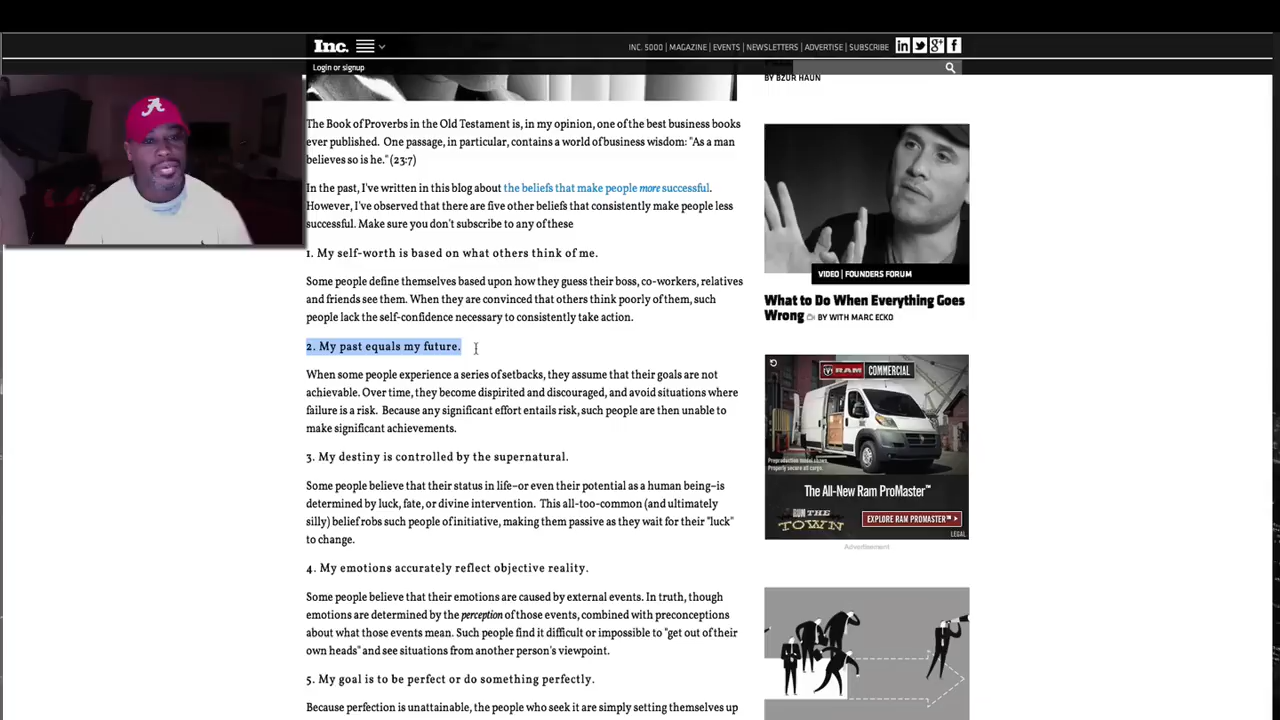 Inc.
INC. 5000 | MAGAZINE | EVENTS | NEWSLETTERS | ADVERTISE | SUBSCRIBE
Login or signup
BY BZUR HAUN
A
The Book of Proverbs in the Old Testament is, in my opinion, one of the best business books
ever published. One passage, in particular, contains a world of business wisdom: "As a man
believes so is he." (23:7)
In the past, I've written in this blog about the beliefs that make people more successful.
However, I've observed that there are five other beliefs that consistently make people less
successful. Make sure you don't subscribe to any of these
1. My self-worth is based on what others think of me.
Some people define themselves based upon how they guess their boss, co-workers, relatives
and friends see them. When they are convinced that others think poorly of them, such
people lack the self-confidence necessary to consistently take action.
2. My past equals my future.
When some people experience a series of setbacks, they assume that their goals are not
achievable. Over time, they become dispirited and discouraged, and avoid situations where
failure is a risk. Because any significant effort entails risk, such people are then unable to
make significant achievements.
3. My destiny is controlled by the supernatural.
Some people believe that their status in life–or even their potential as a human being–is
determined by luck, fate, or divine intervention. This all-too-common (and ultimately
silly) belief robs such people of initiative, making them passive as they wait for their "luck"
to change.
4. My emotions accurately reflect objective reality.
Some people believe that their emotions are caused by external events. In truth, though
emotions are determined by the perception of those events, combined with preconceptions
about what those events mean. Such people find it difficult or impossible to "get out of their
own heads" and see situations from another person's viewpoint.
5. My goal is to be perfect or do something perfectly.
Because perfection is unattainable, the people who seek it are simply setting themselves up
VIDEO | FOUNDERS FORUM
What to Do When Everything Goes
Wrong BY WITH MARC ECKO
RAM COMMERCIAL
Preproduction model shown.
Properly secure all cargo.
The All-New Ram ProMaster™
RUN THE
TOWN
EXPLORE RAM PROMASTER™ >
LEGAL
Advertisement